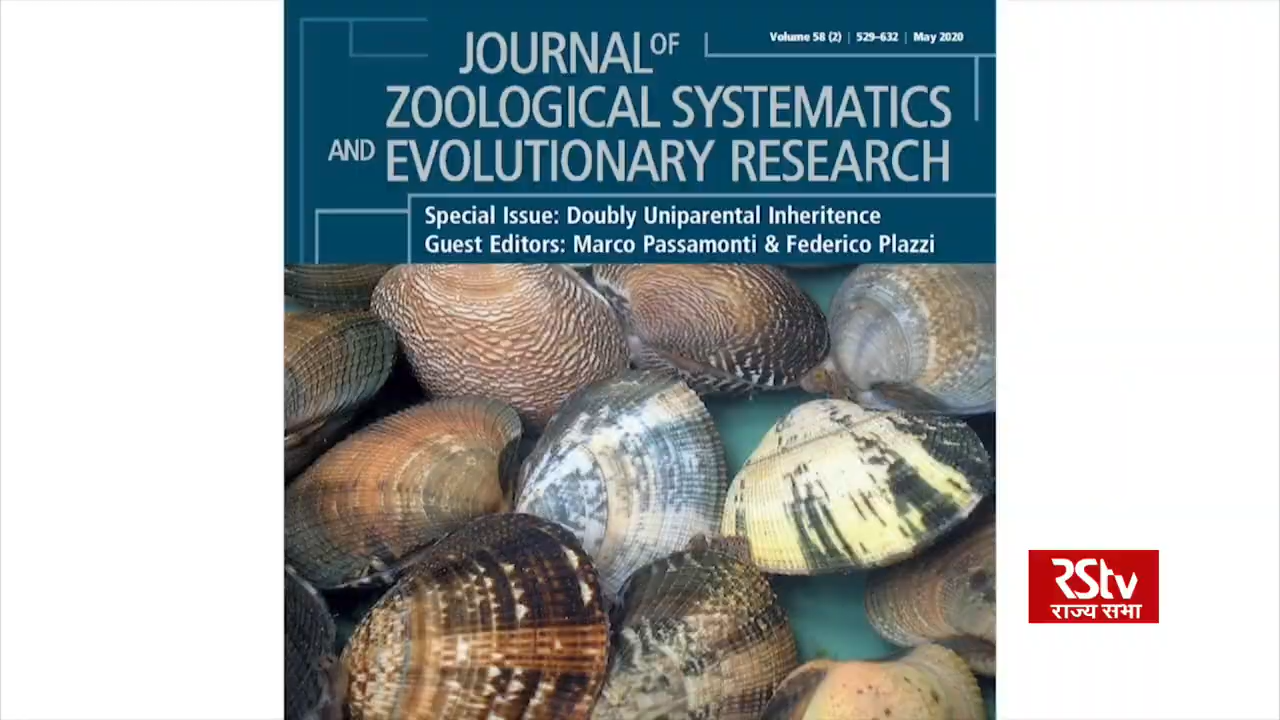 Volume 58 (2) | 529–632 | May 2020
JOURNAL OF
ZOOLOGICAL SYSTEMATICS
AND EVOLUTIONARY RESEARCH
Special Issue: Doubly Uniparental Inheritence
Guest Editors: Marco Passamonti & Federico Plazzi
RStv
राज्य सभा